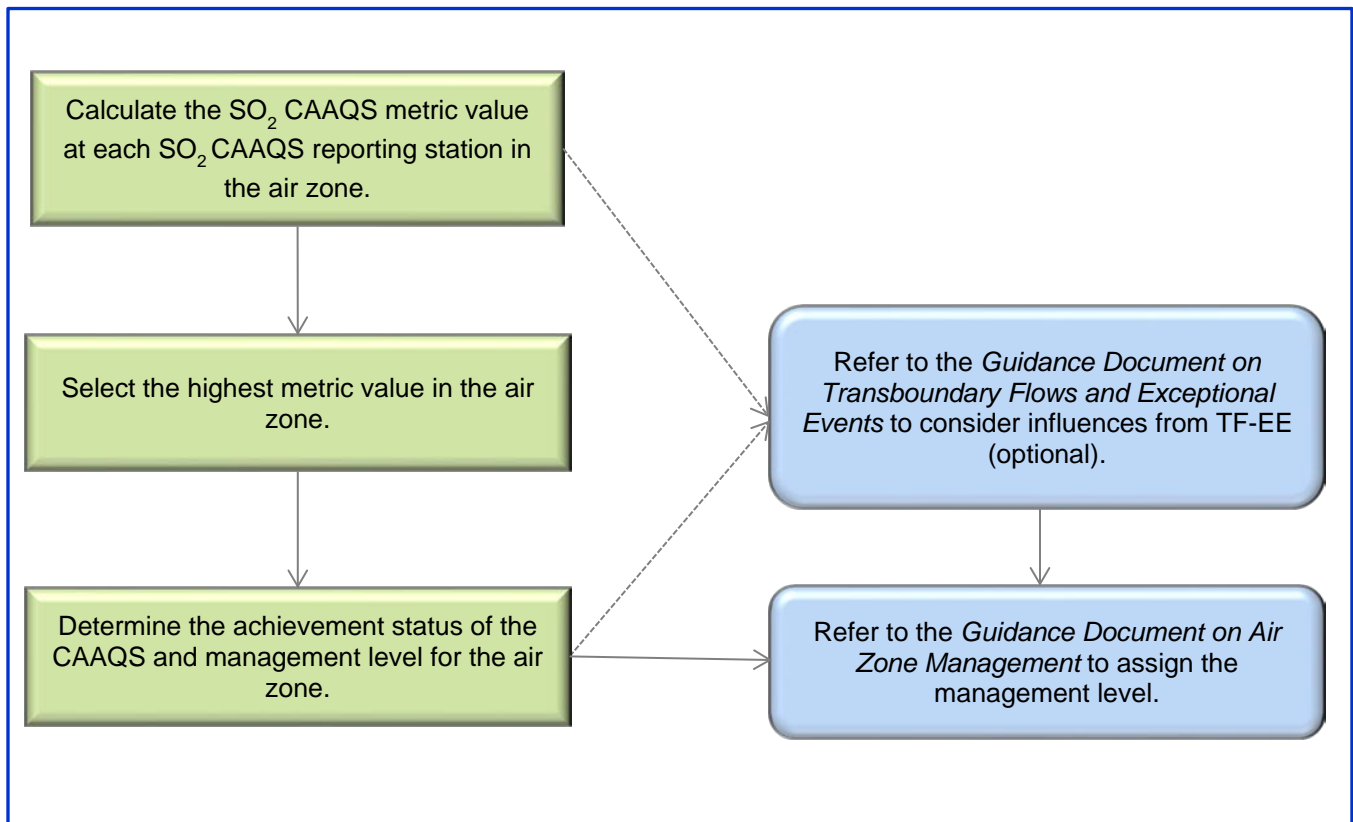 Calculate the SO₂ CAAQS metric value
at each SO₂ CAAQS reporting station in
the air zone.
Select the highest metric value in the air
zone.
Determine the achievement status of the
CAAQS and management level for the air
zone.
Refer to the Guidance Document on
Transboundary Flows and Exceptional
Events to consider influences from TF-EE
(optional).
Refer to the Guidance Document on Air
Zone Management to assign the
management level.